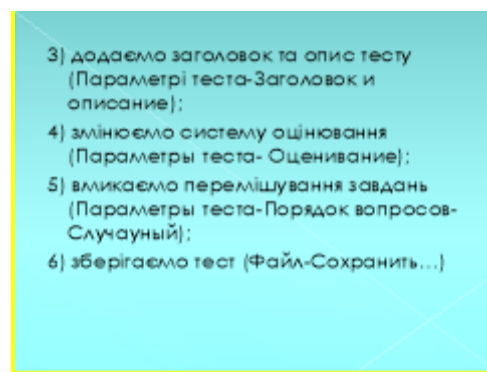 3) додаємо заголовок та опис тесту
(Параметрі теста-Заголовок и
описание);
4) змінюємо систему оцінювання
(Параметры теста- Оценивание);
5) вмикаємо перемішування завдань
(Параметры теста-Порядок вопросов-
Случауный);
6) зберігаємо тест (Файл-Сохранить...)